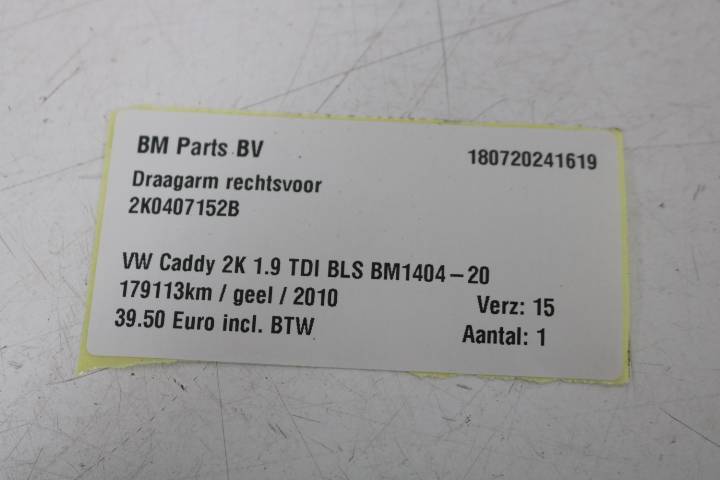 BM Parts BV 180720241619
Draagarm rechtsvoor
2K0407152B
VW Caddy 2K 1.9 TDI BLS BM1404-20
179113km / geel / 2010 Verz: 15
39.50 Euro incl. BTW Aantal: 1